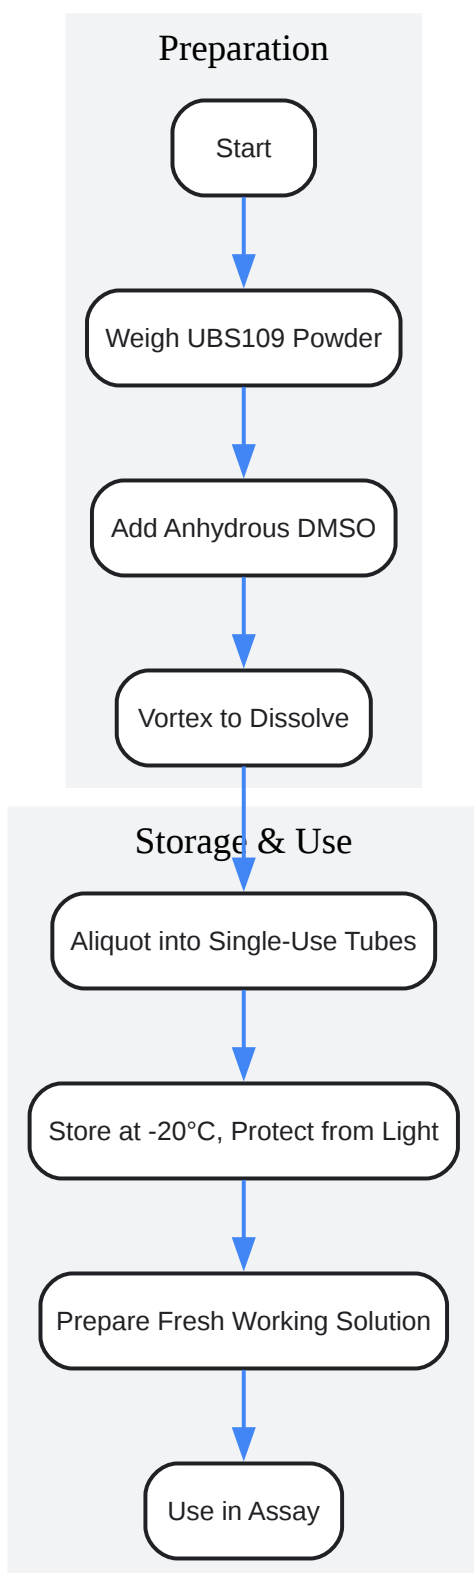 Preparation
Start
Weigh UBS109 Powder
Add Anhydrous DMSO
Vortex to Dissolve
Storage & Use
Aliquot into Single-Use Tubes
Store at -20°C, Protect from Light
Prepare Fresh Working Solution
Use in Assay